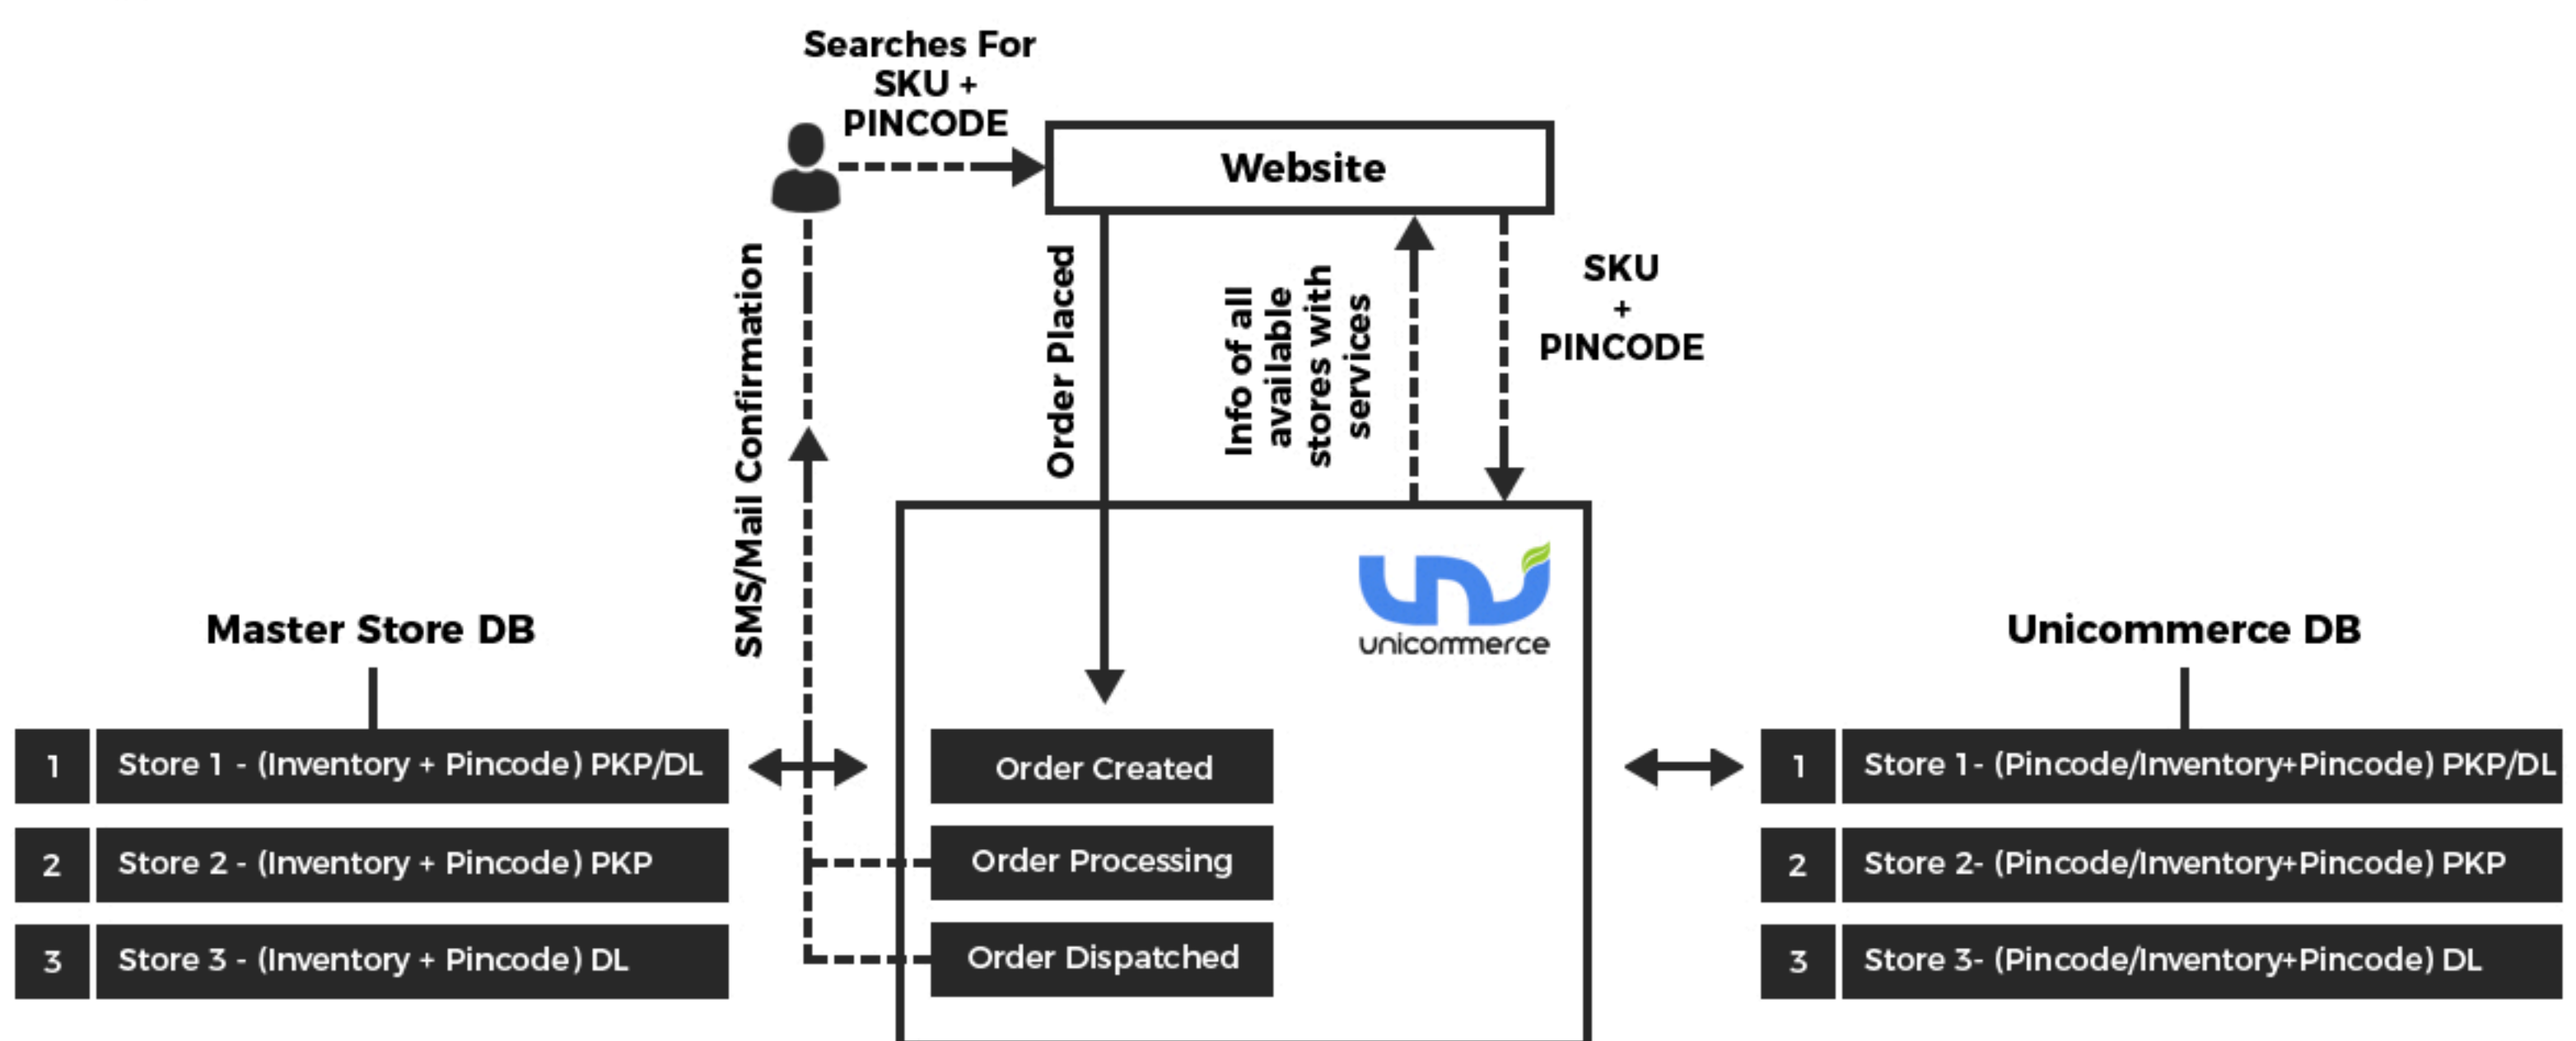 Searches For
SKU +
PINCODE
Website
SMS/Mail Confirmation
Order Placed
Info of all
available
stores with
services
SKU
+
PINCODE
unicommerce
Master Store DB
1
Store 1 - (Inventory + Pincode) PKP/DL
2
Store 2 - (Inventory + Pincode) PKP
3
Store 3 - (Inventory + Pincode) DL
Order Created
Order Processing
Order Dispatched
Unicommerce DB
1
Store 1- (Pincode/Inventory+Pincode) PKP/DL
2
Store 2- (Pincode/Inventory+Pincode) PKP
3
Store 3- (Pincode/Inventory+Pincode) DL